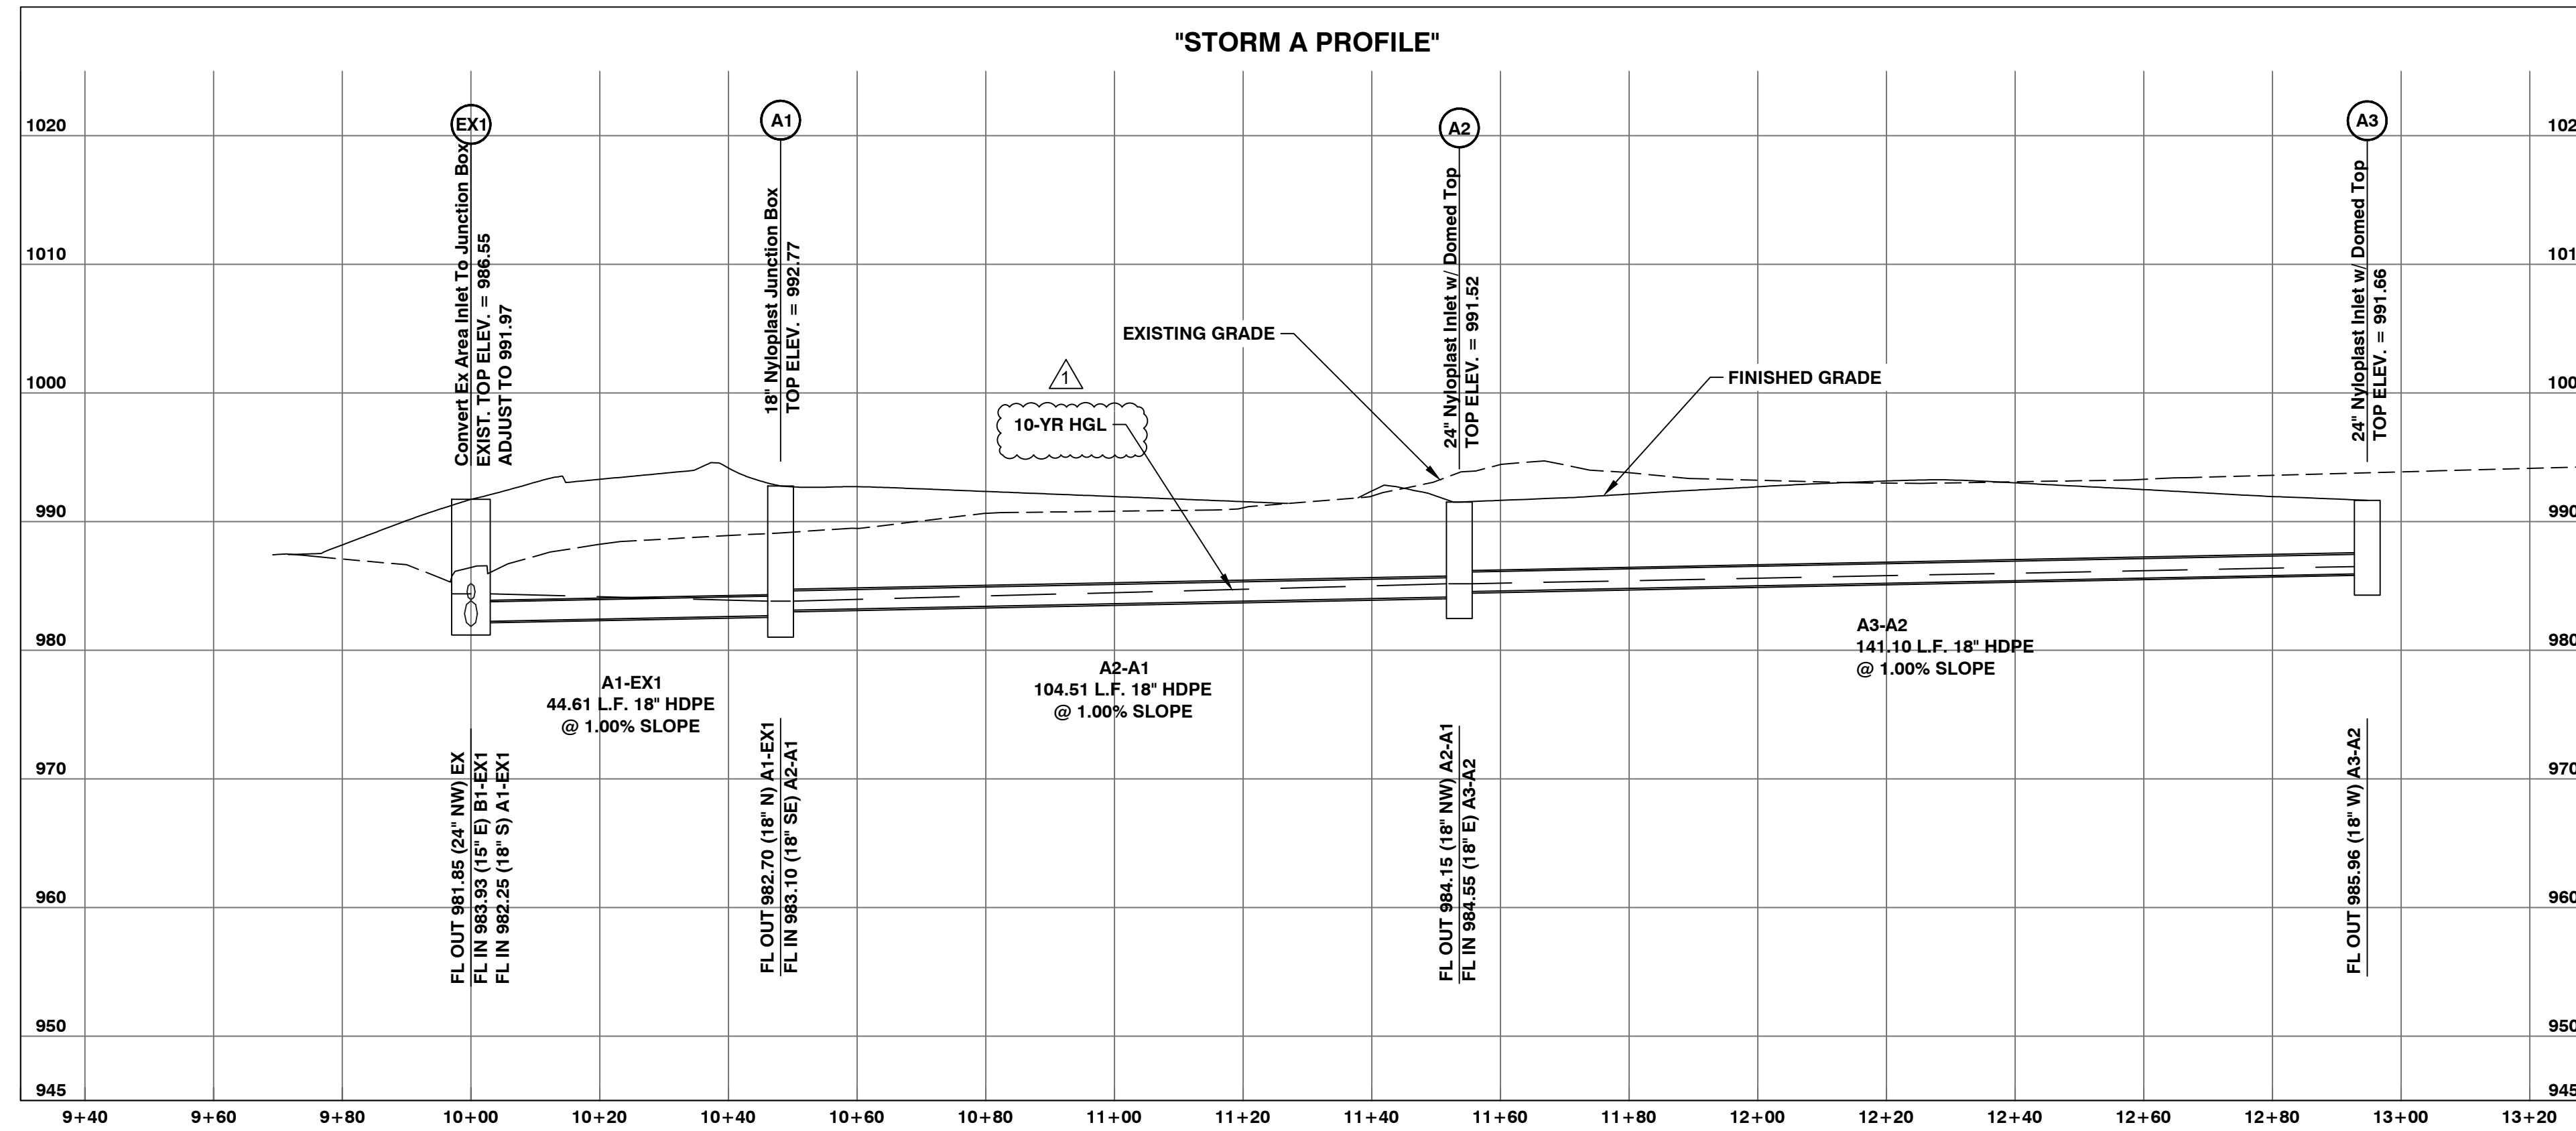 "STORM A PROFILE"
EX1
A1
A2
A3
1020
102
1010
101
1000
100
990
990
980
980
970
970
960
960
950
950
945
945
Convert Ex Area Inlet To Junction Box
EXIST. TOP ELEV. = 986.55
ADJUST TO 991.97
18" Nyloplast Junction Box
TOP ELEV. = 992.77
24" Nyloplast Inlet w/ Domed Top
TOP ELEV. = 991.52
24" Nyloplast Inlet w/ Domed Top
TOP ELEV. = 991.66
EXISTING GRADE
1
10-YR HGL
FINISHED GRADE
A1-EX1
44.61 L.F. 18" HDPE
@ 1.00% SLOPE
A2-A1
104.51 L.F. 18" HDPE
@ 1.00% SLOPE
A3-A2
141.10 L.F. 18" HDPE
@ 1.00% SLOPE
FL OUT 981.85 (24" NW) EX
FL IN 983.93 (15" E) B1-EX1
FL IN 982.25 (18" S) A1-EX1
FL OUT 982.70 (18" N) A1-EX1
FL IN 983.10 (18" SE) A2-A1
FL OUT 984.15 (18" NW) A2-A1
FL IN 984.55 (18" E) A3-A2
FL OUT 985.96 (18" W) A3-A2
9+40 9+60 9+80 10+00 10+20 10+40 10+60 10+80 11+00 11+20 11+40 11+60 11+80 12+00 12+20 12+40 12+60 12+80 13+00 13+20